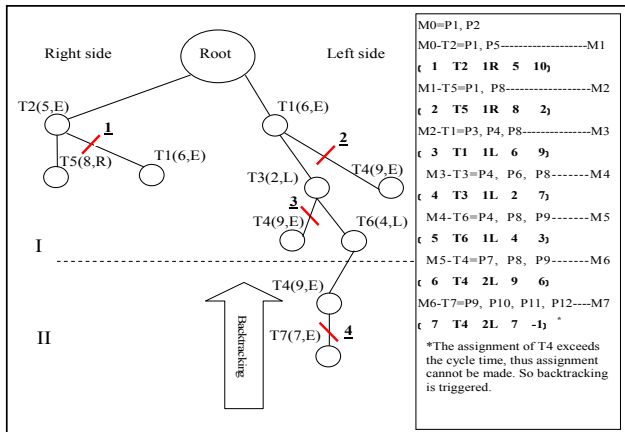 Right side
Root
Left side
T2(5,E)
T1(6,E)
1
2
T5(8,R)
T1(6,E)
T4(9,E)
T3(2,L)
3
T4(9,E)
T6(4,L)
I
T4(9,E)
II
Backtracking
T7(7,E)
4
M0=P1, P2
M0-T2=P1, P5-------------------M1
( 1 T2 1R 5 10)
M1-T5=P1, P8-------------------M2
( 2 T5 1R 8 2)
M2-T1=P3, P4, P8--------------M3
( 3 T1 1L 6 9)
M3-T3=P4, P6, P8-------M4
( 4 T3 1L 2 7)
M4-T6=P4, P8, P9-------M5
( 5 T6 1L 4 3)
M5-T4=P7, P8, P9-------M6
( 6 T4 2L 9 6)
M6-T7=P9, P10, P11, P12----M7
( 7 T4 2L 7 -1) *
*The assignment of T4 exceeds
the cycle time, thus assignment
cannot be made. So backtracking
is triggered.